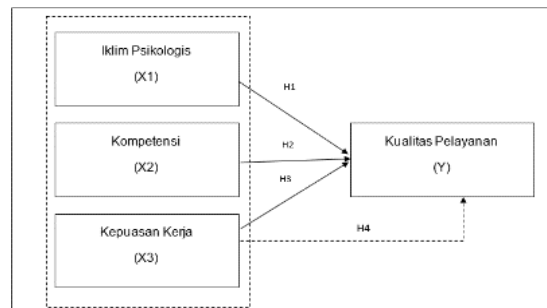 Iklim Psikologis
(X1)
H1
Kompetensi
(X2)
H2
Kualitas Pelayanan
(Y)
H3
Kepuasan Kerja
(X3)
H4